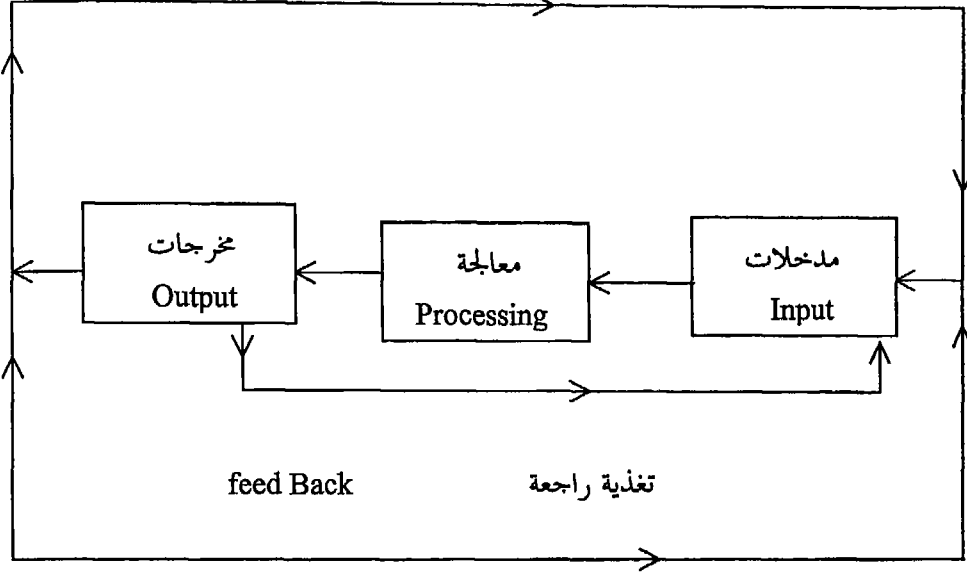 مدخلات
Input
معالجة
Processing
مخرجات
Output
تغذية راجعة
feed Back